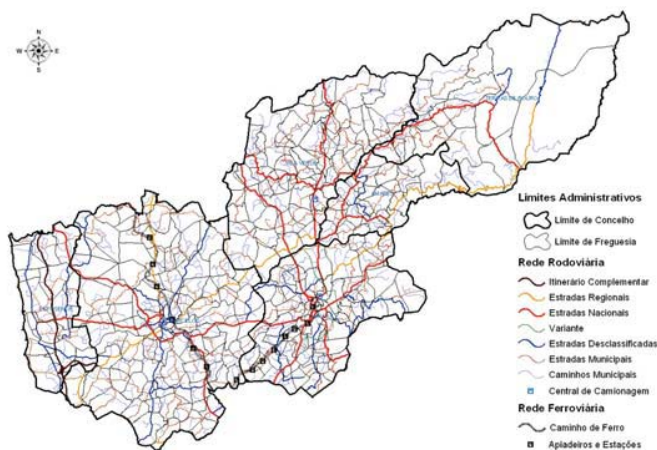 N
W
E
S
Limites Administrativos
Limite de Concelho
Limite de Freguesia
Rede Rodoviária
Itinerário Complementar
Estradas Regionais
Estradas Nacionais
Variante
Estradas Desclassificadas
Estradas Municipais
Caminhos Municipais
Central de Camionagem
Rede Ferroviária
Caminho de Ferro
Apiadeiros e Estações